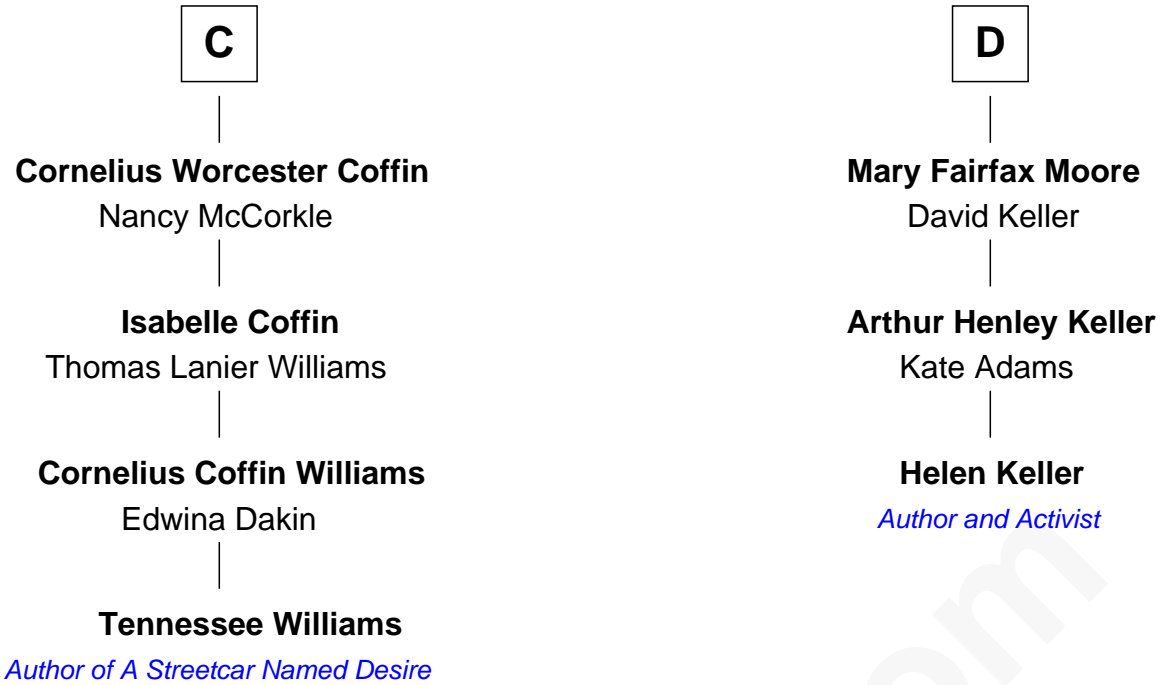 C
Cornelius Worcester Coffin
Nancy McCorkle
Isabelle Coffin
Thomas Lanier Williams
Cornelius Coffin Williams
Edwina Dakin
Tennessee Williams
Author of A Streetcar Named Desire
D
Mary Fairfax Moore
David Keller
Arthur Henley Keller
Kate Adams
Helen Keller
Author and Activist
om